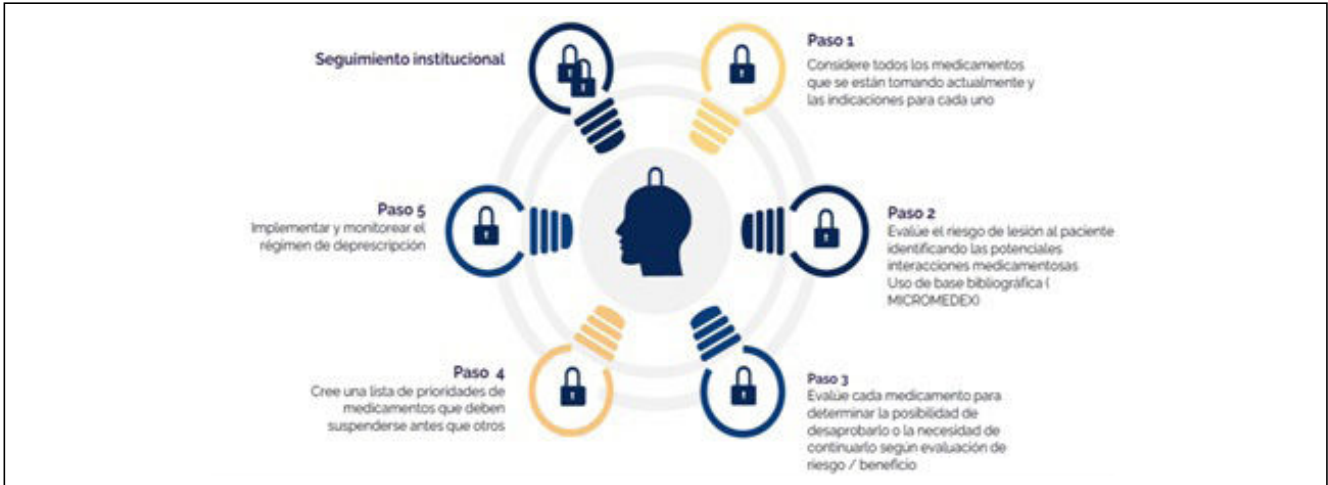 Seguimiento institucional
Paso 1
Considere todos los medicamentos
que se están tomando actualmente y
las indicaciones para cada uno
Paso 2
Evalúe el riesgo de lesión al paciente
identificando las potenciales
interacciones medicamentosas
Uso de base bibliográfica (
MICROMEDEX)
Paso 3
Evalúe cada medicamento para
determinar la posibilidad de
desaprobarlo o la necesidad de
continuarlo según evaluación de
riesgo / beneficio
Paso 4
Cree una lista de prioridades de
medicamentos que deben
suspenderse antes que otros
Paso 5
Implementar y monitorear el
régimen de deprescripción